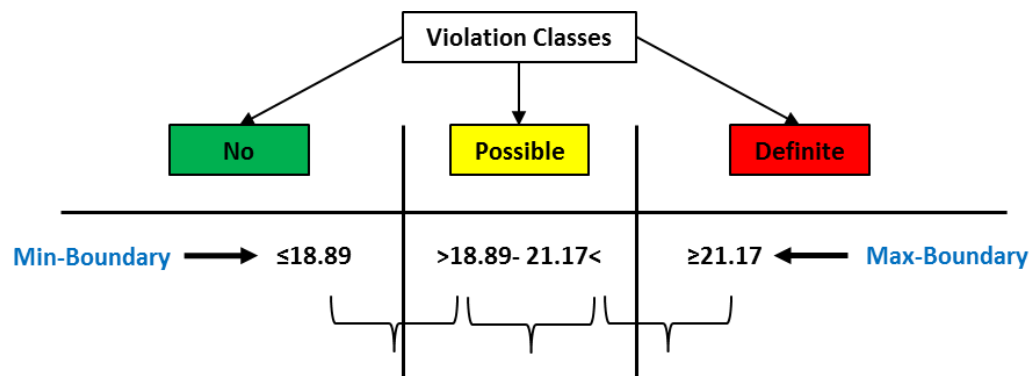 Violation Classes
No
Possible
Definite
Min-Boundary
≤18.89
>18.89- 21.17<
≥21.17
Max-Boundary